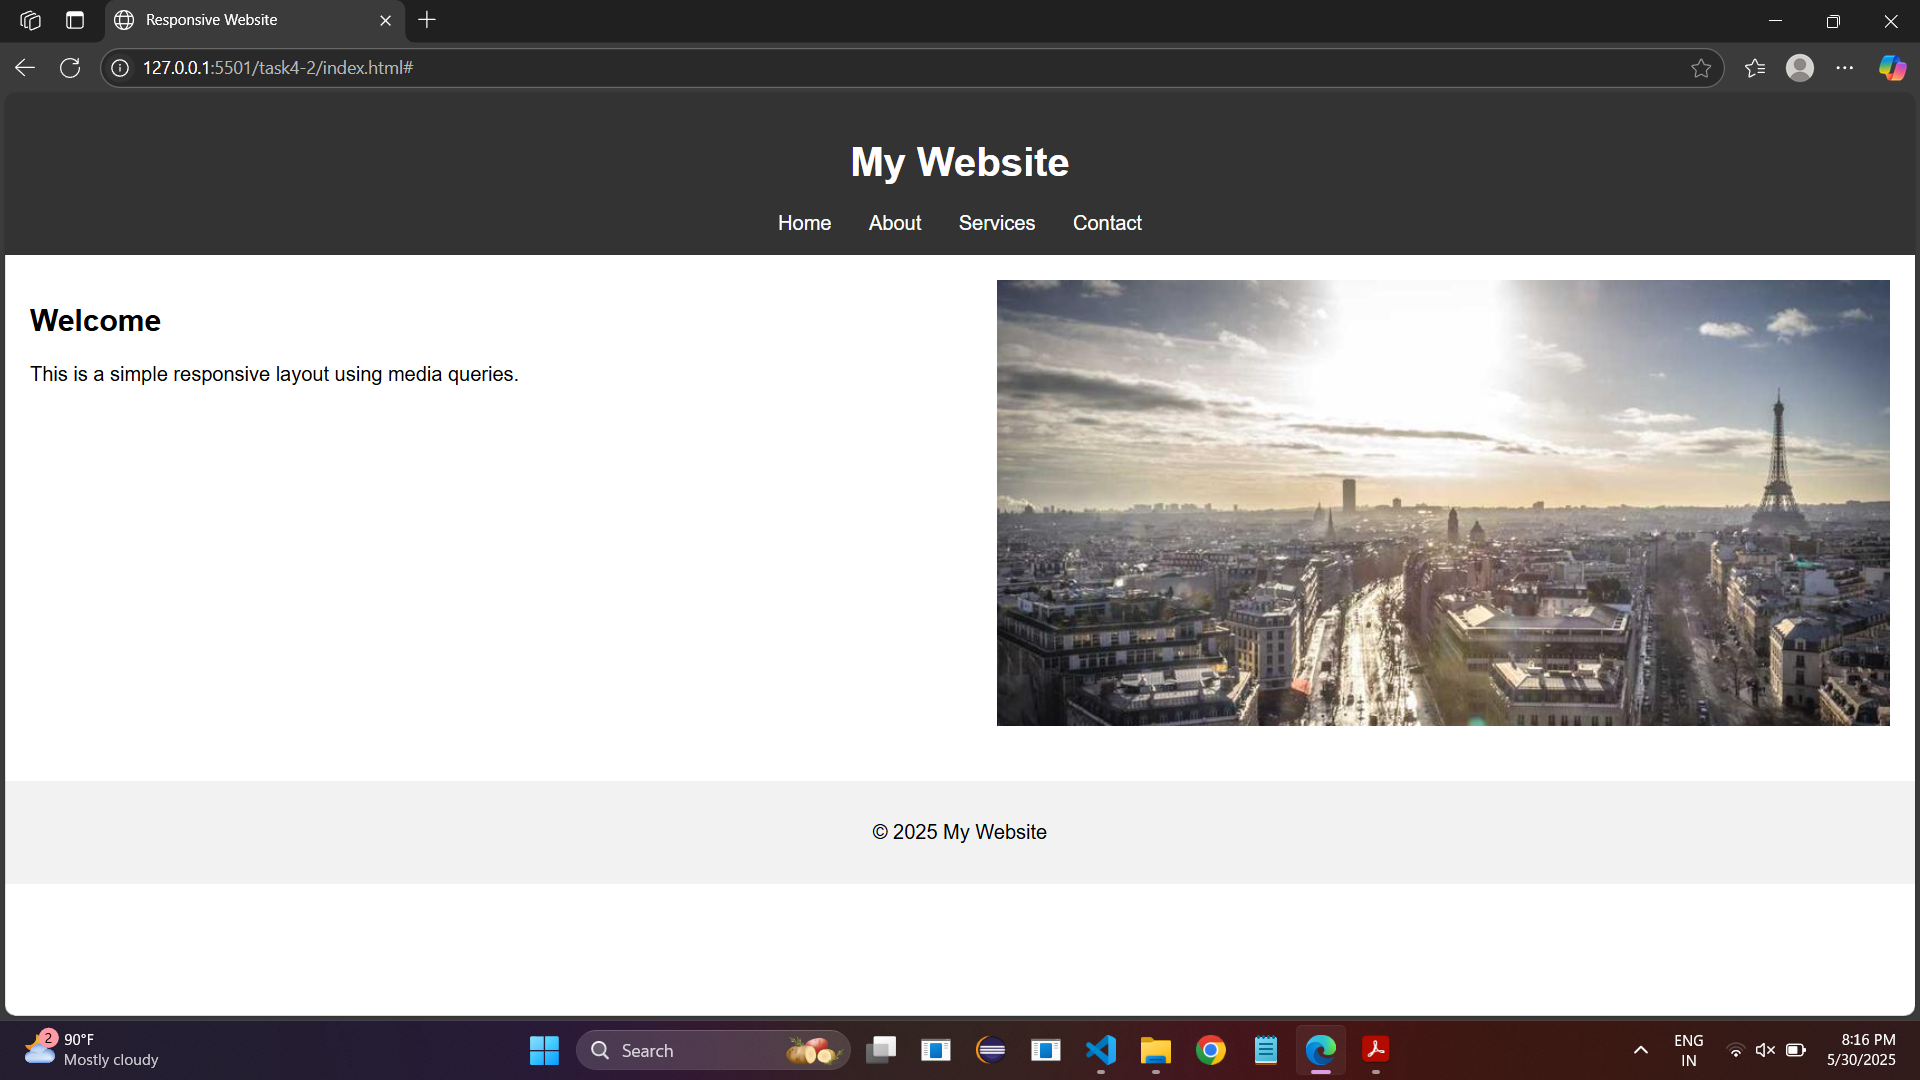 Responsive Website
127.0.0.1:5501/task4-2/index.html#
My Website
Home About Services Contact
Welcome
This is a simple responsive layout using media queries.
© 2025 My Website
2
90°F
Mostly cloudy
Search
ENG
IN
8:16 PM
5/30/2025